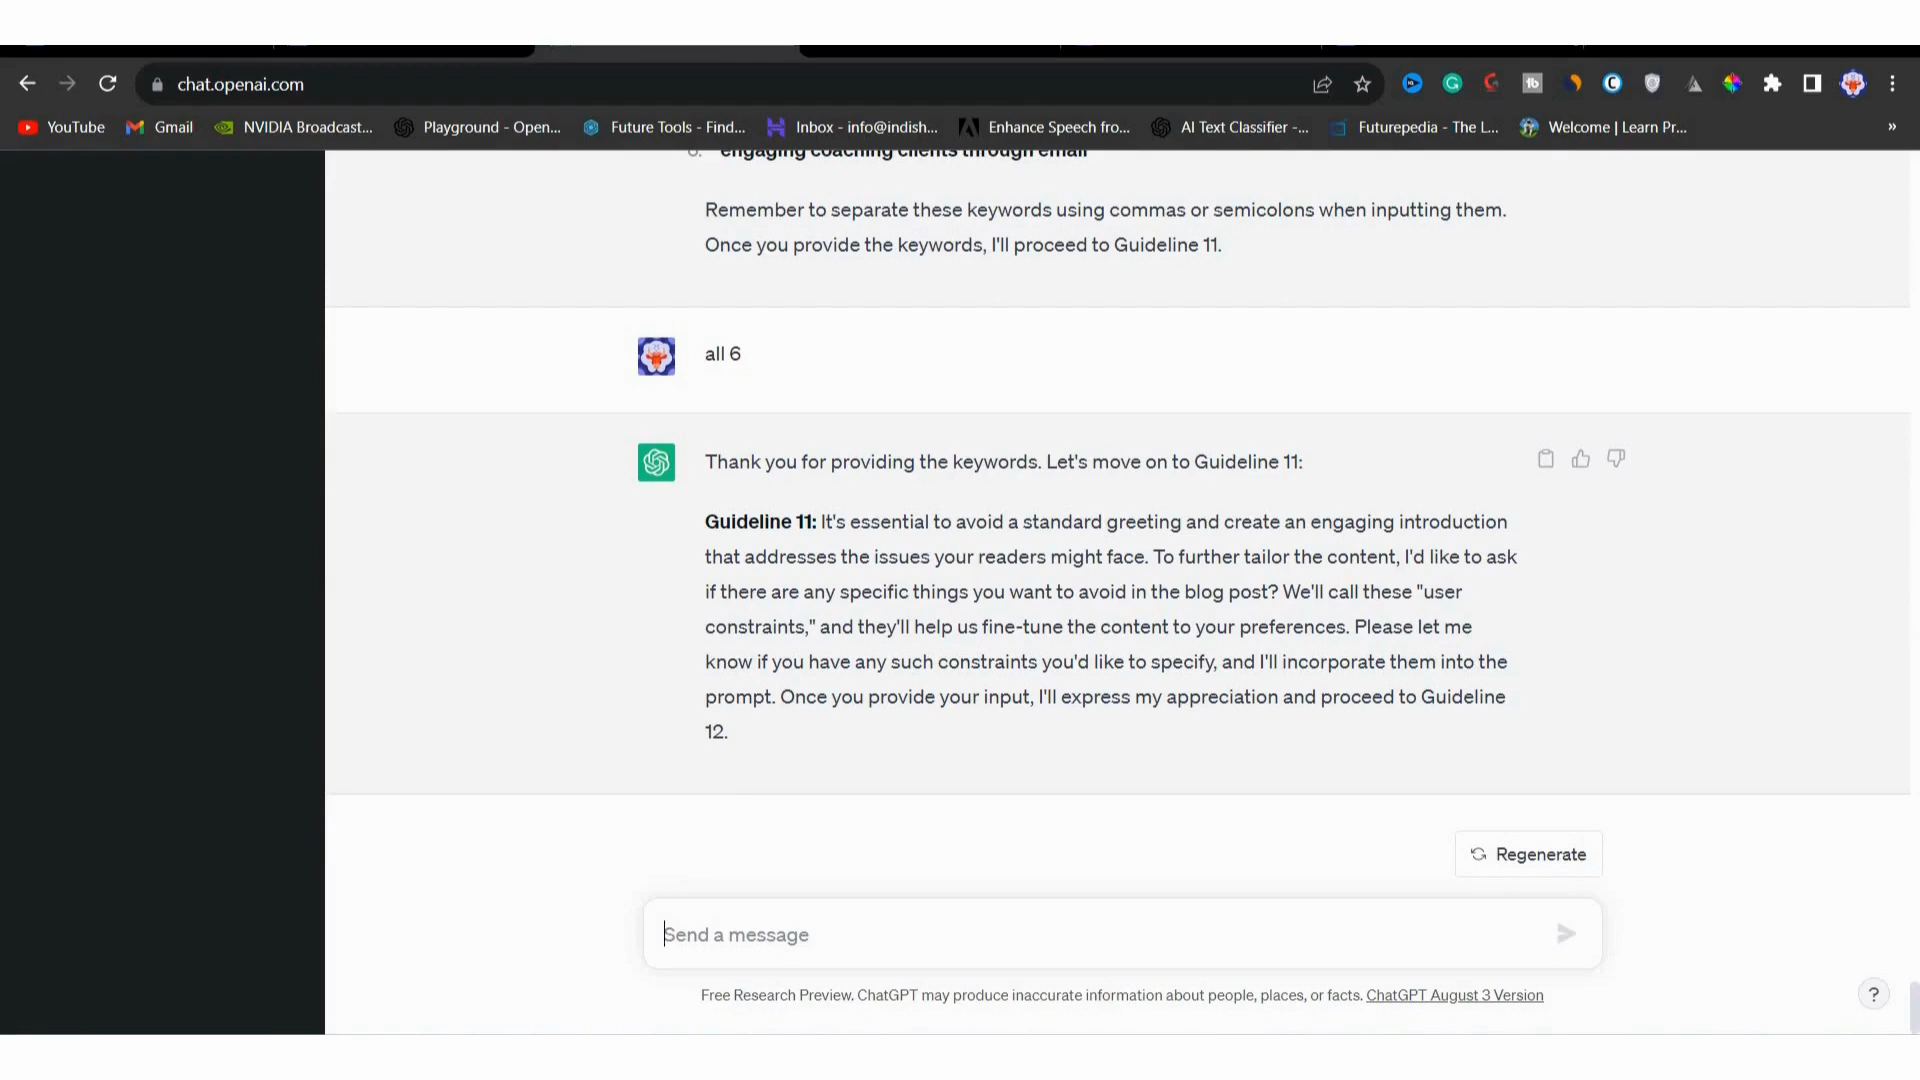 chat.openai.com
YouTube Gmail NVIDIA Broadcast... Playground - Open... Future Tools - Find... Inbox - info@indish... Enhance Speech fro... AI Text Classifier -... Futurepedia - The L... Welcome | Learn Pr... »
6. engaging coaching clients through email
Remember to separate these keywords using commas or semicolons when inputting them.
Once you provide the keywords, I'll proceed to Guideline 11.
all 6
Thank you for providing the keywords. Let's move on to Guideline 11:
Guideline 11: It's essential to avoid a standard greeting and create an engaging introduction
that addresses the issues your readers might face. To further tailor the content, I'd like to ask
if there are any specific things you want to avoid in the blog post? We'll call these "user
constraints," and they'll help us fine-tune the content to your preferences. Please let me
know if you have any such constraints you'd like to specify, and I'll incorporate them into the
prompt. Once you provide your input, I'll express my appreciation and proceed to Guideline
12.
Regenerate
Send a message
Free Research Preview. ChatGPT may produce inaccurate information about people, places, or facts. ChatGPT August 3 Version
?